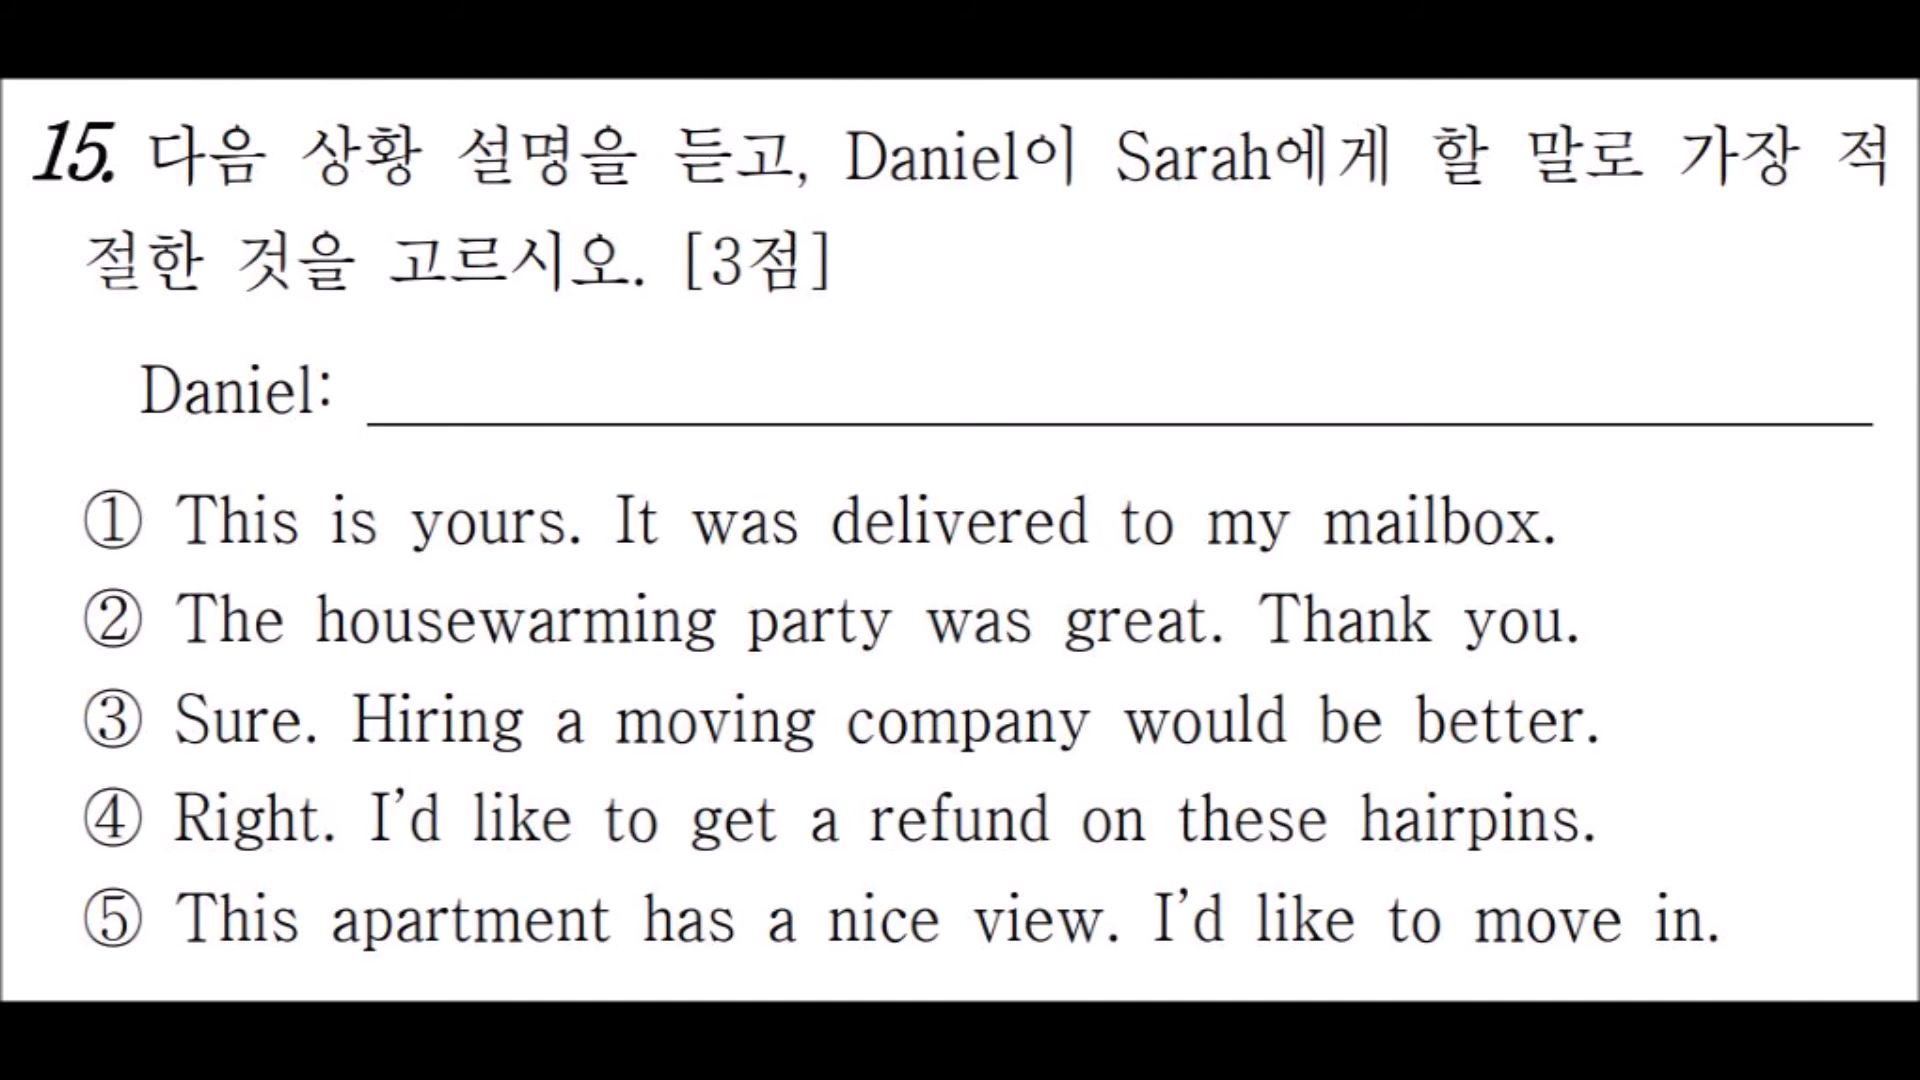 15. 다음 상황 설명을 듣고, Daniel이 Sarah에게 할 말로 가장 적
절한 것을 고르시오. [3점]
Daniel:
① This is yours. It was delivered to my mailbox.
② The housewarming party was great. Thank you.
③ Sure. Hiring a moving company would be better.
④ Right. I’d like to get a refund on these hairpins.
⑤ This apartment has a nice view. I’d like to move in.